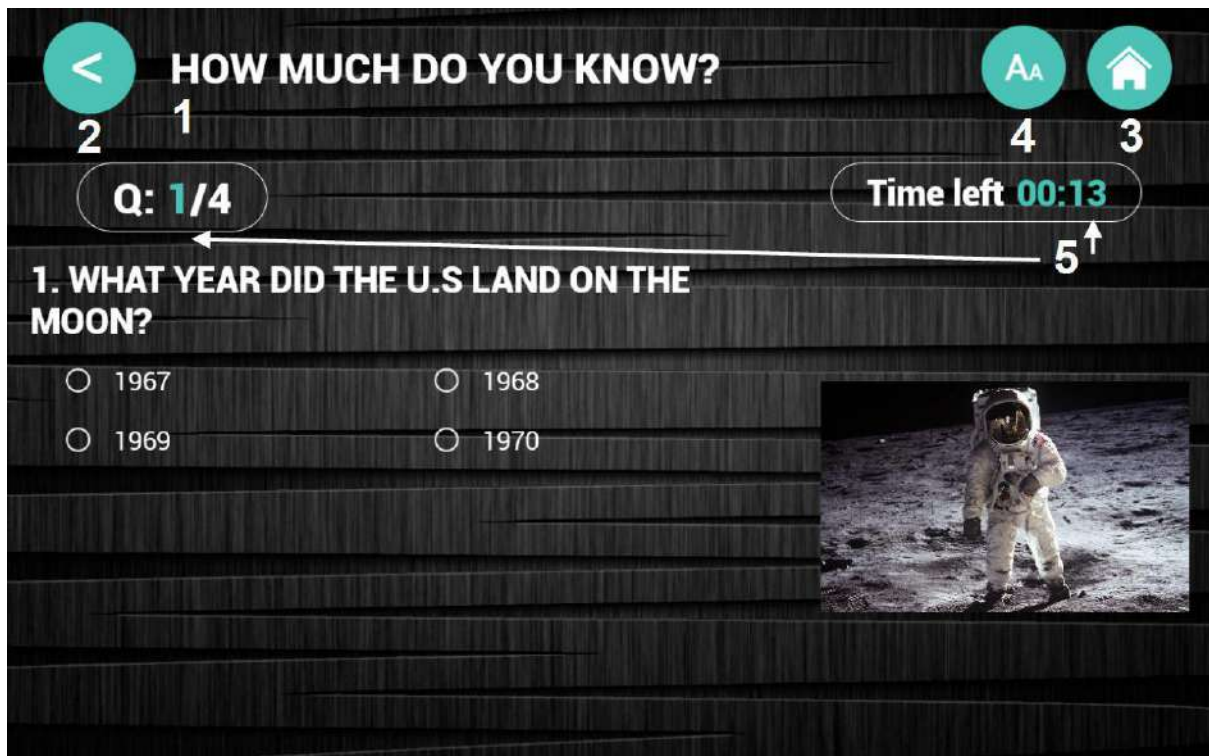 < HOW MUCH DO YOU KNOW? AA
2 1 4 3
Q: 1/4 Time left 00:13
5
1. WHAT YEAR DID THE U.S LAND ON THE
MOON?
1967 1968
1969 1970